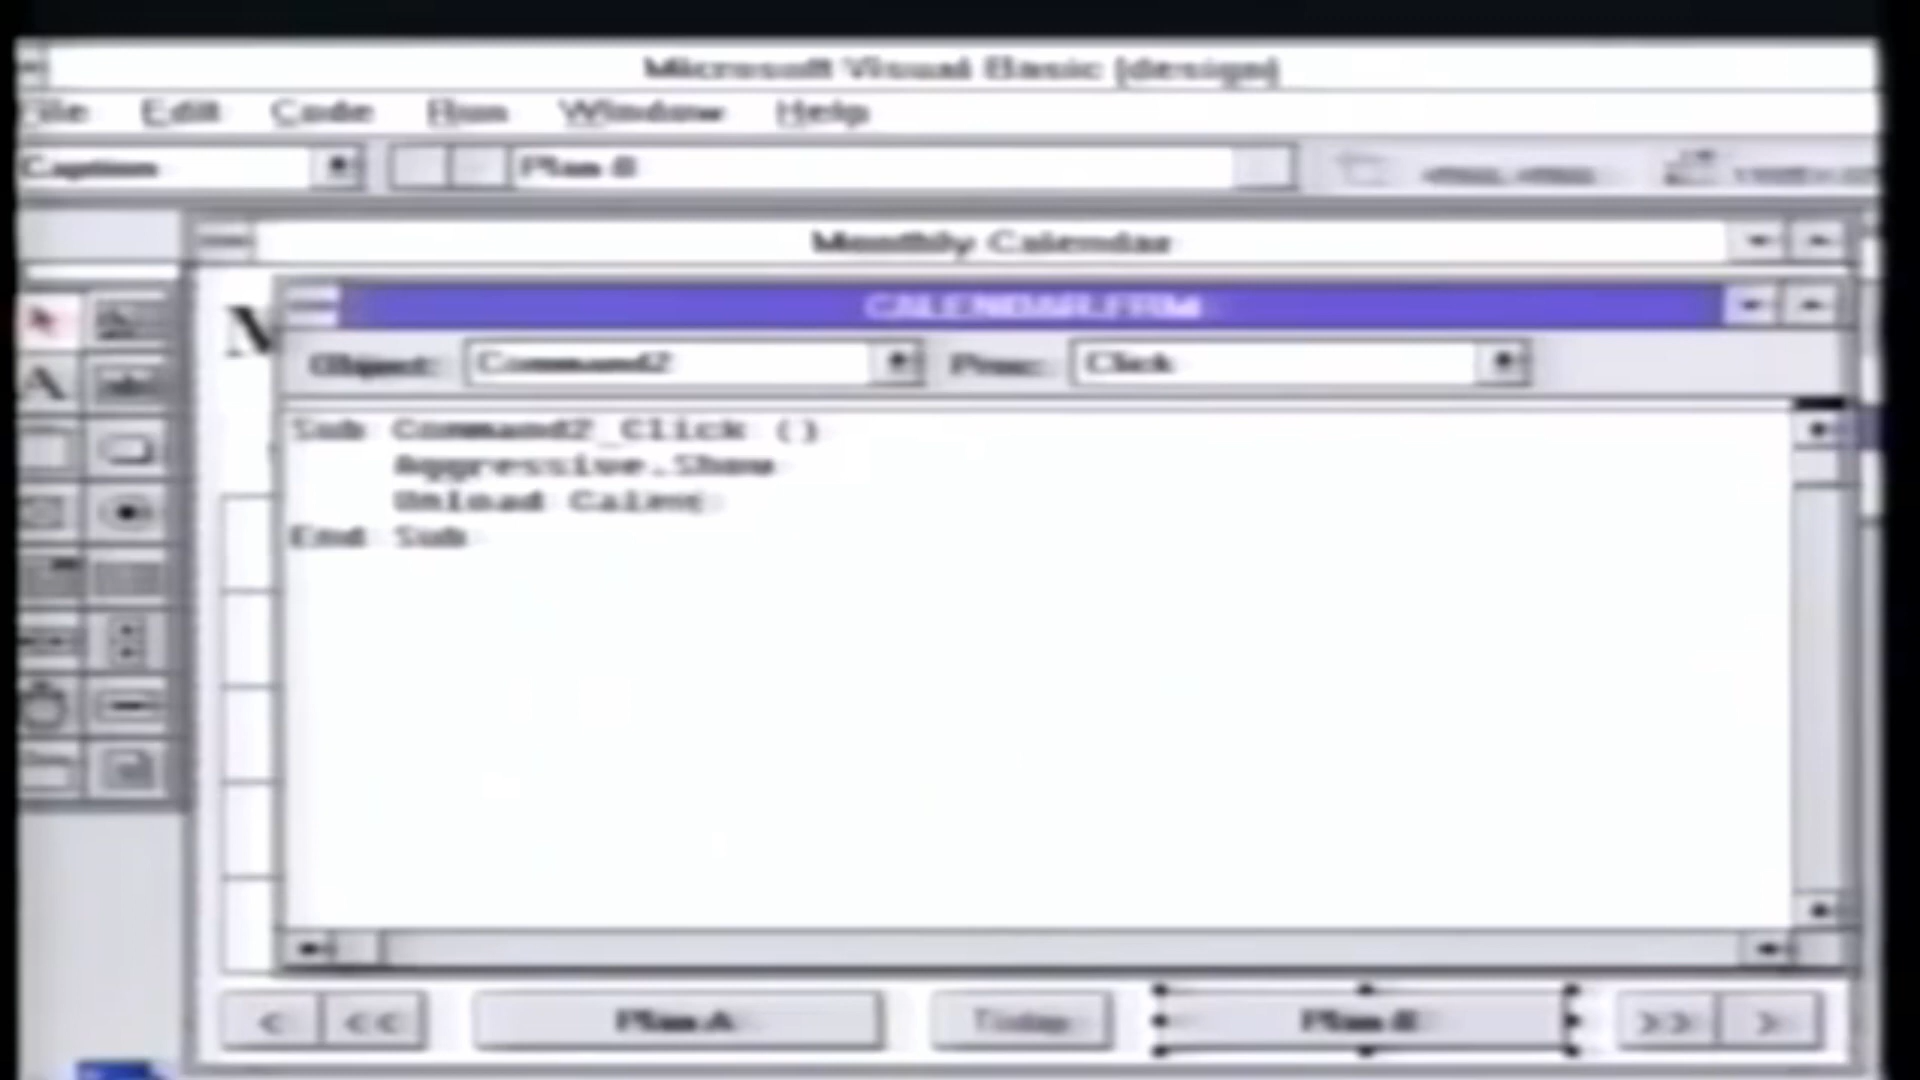 Microsoft Visual Basic [design]
File Edit Code Run Window Help
Caption Plan B
Monthly Calendar
CALENDAR.FRM
Object: Command2 Proc: Click
Sub Command2_Click ()
Aggressive.Show
Unload Calen
End Sub
< << Plan A Today Plan B >> >